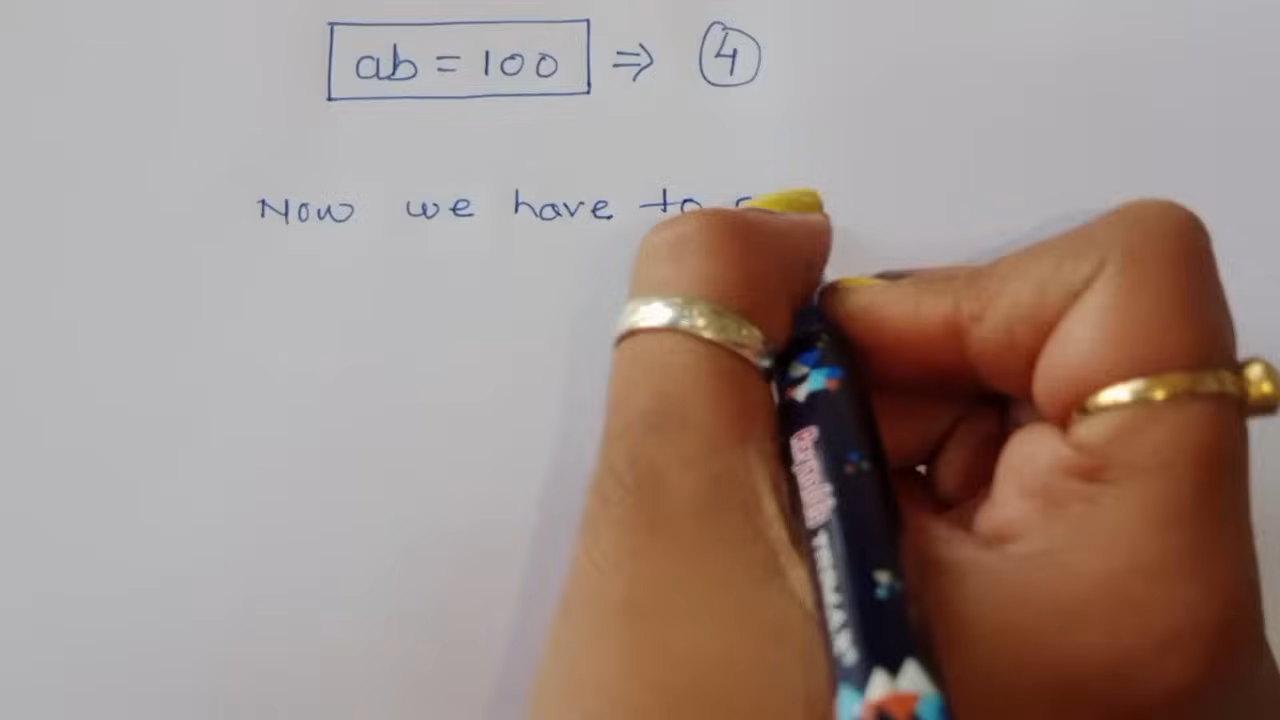 ab = 100 ⇒ 4
Now we have to